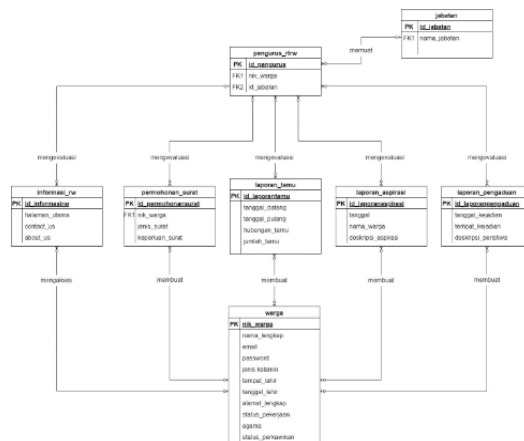 jabatan
PK id_jabatan
FK1 nama_jabatan
memuat
pengurus_rtrw
PK id_pengurus
FK1 nik_warga
FK2 id_jabatan
mengevaluasi
mengevaluasi
mengevaluasi
mengevaluasi
mengevaluasi
informasi_rw
PK id_informasirw
halaman_utama
contact_us
about_us
permohonan_surat
PK id_permohonansurat
FK1 nik_warga
jenis_surat
keperluan_surat
laporan_tamu
PK id_laporantamu
tanggal_datang
tanggal_pulang
hubungan_tamu
jumlah_tamu
laporan_aspirasi
PK id_laporanaspirasi
tanggal
nama_warga
deskripsi_aspirasi
laporan_pengaduan
PK id_laporanpengaduan
tanggal_kejadian
tempat_kejadian
deskripsi_peristiwa
mengakses
membuat
membuat
membuat
membuat
warga
PK nik_warga
nama_lengkap
email
password
jenis kelamin
tempat_lahir
tanggal_lahir
alamat_lengkap
status_pekerjaan
agama
status_perkawinan